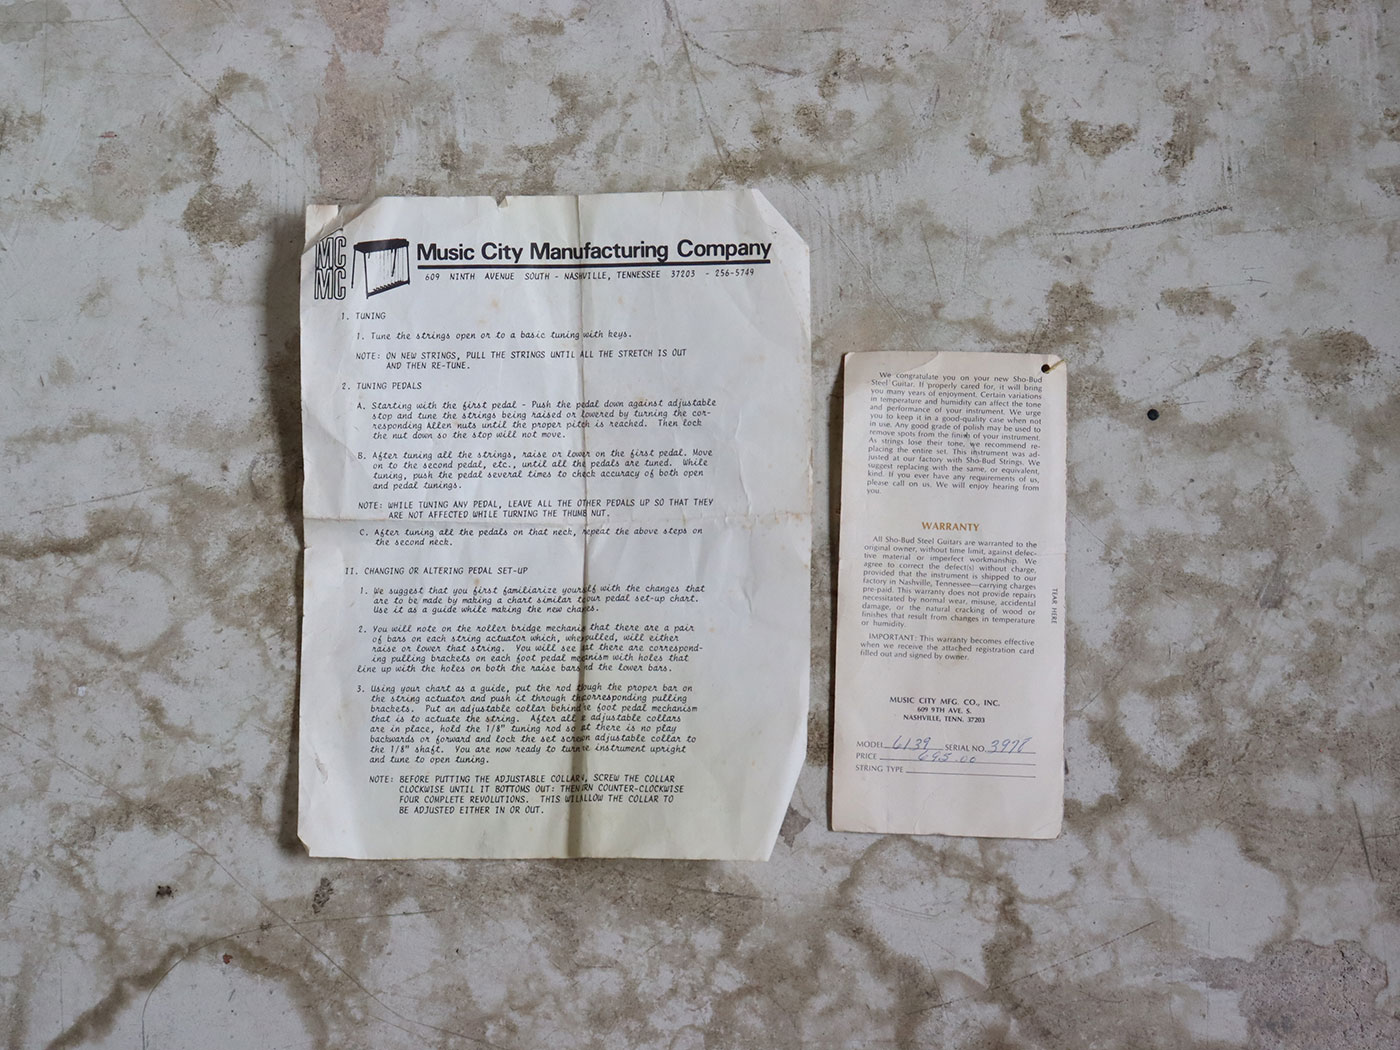 MC
MC
Music City Manufacturing Company
609 NINTH AVENUE SOUTH - NASHVILLE, TENNESSEE 37203 - 256-5749
1. TUNING
1. Tune the strings open or to a basic tuning with keys.
NOTE: ON NEW STRINGS, PULL THE STRINGS UNTIL ALL THE STRETCH IS OUT
AND THEN RE-TUNE.
2. TUNING PEDALS
A. Starting with the first pedal - Push the pedal down against adjustable
stop and tune the strings being raised or lowered by turning the cor-
responding Allen nuts until the proper pitch is reached. Then lock
the nut down so the stop will not move.
B. After tuning all the strings, raise or lower on the first pedal. Move
on to the second pedal, etc., until all the pedals are tuned. While
tuning, push the pedal several times to check accuracy of both open
and pedal tunings.
NOTE: WHILE TUNING ANY PEDAL, LEAVE ALL THE OTHER PEDALS UP SO THAT THEY
ARE NOT AFFECTED WHILE TURNING THE THUMB NUT.
C. After tuning all the pedals on that neck, repeat the above steps on
the second neck.
II. CHANGING OR ALTERING PEDAL SET-UP
1. We suggest that you first familiarize yourself with the changes that
are to be made by making a chart similar to your pedal set-up chart.
Use it as a guide while making the new changes.
2. You will note on the roller bridge mechanism that there are a pair
of bars on each string actuator which, when pulled, will either
raise or lower that string. You will see that there are correspond-
ing pulling brackets on each foot pedal mechanism with holes that
line up with the holes on both the raise bars and the lower bars.
3. Using your chart as a guide, put the rod through the proper bar on
the string actuator and push it through the corresponding pulling
brackets. Put an adjustable collar behind the foot pedal mechanism
that is to actuate the string. After all the adjustable collars
are in place, hold the 1/8" tuning rod so that there is no play
backwards or forward and lock the set screw on adjustable collar to
the 1/8" shaft. You are now ready to turn the instrument upright
and tune to open tuning.
NOTE: BEFORE PUTTING THE ADJUSTABLE COLLAR, SCREW THE COLLAR
CLOCKWISE UNTIL IT BOTTOMS OUT: THEN TURN COUNTER-CLOCKWISE
FOUR COMPLETE REVOLUTIONS. THIS WILL ALLOW THE COLLAR TO
BE ADJUSTED EITHER IN OR OUT.
We congratulate you on your new Sho-Bud
Steel Guitar. If properly cared for, it will bring
you many years of enjoyment. Certain variations
in temperature and humidity can affect the tone
and performance of your instrument. We urge
you to keep it in a good-quality case when not
in use. Any good grade of polish may be used to
remove spots from the finish of your instrument.
As strings lose their tone, we recommend re-
placing the entire set. This instrument was ad-
justed at our factory with Sho-Bud Strings. We
suggest replacing with the same, or equivalent,
kind. If you ever have any requirements of us,
please call on us. We will enjoy hearing from
you.
WARRANTY
All Sho-Bud Steel Guitars are warranted to the
original owner, without time limit, against defec-
tive material or imperfect workmanship. We
agree to correct the defect(s) without charge,
provided that the instrument is shipped to our
factory in Nashville, Tennessee—carrying charges
pre-paid. This warranty does not provide repairs
necessitated by normal wear, misuse, accidental
damage, or the natural cracking of wood or
finishes that result from changes in temperature
or humidity.
IMPORTANT: This warranty becomes effective
when we receive the attached registration card
filled out and signed by owner.
TEAR HERE
MUSIC CITY MFG. CO., INC.
609 9TH AVE. S.
NASHVILLE, TENN. 37203
MODEL 6139 SERIAL NO. 3978
PRICE 695.00
STRING TYPE